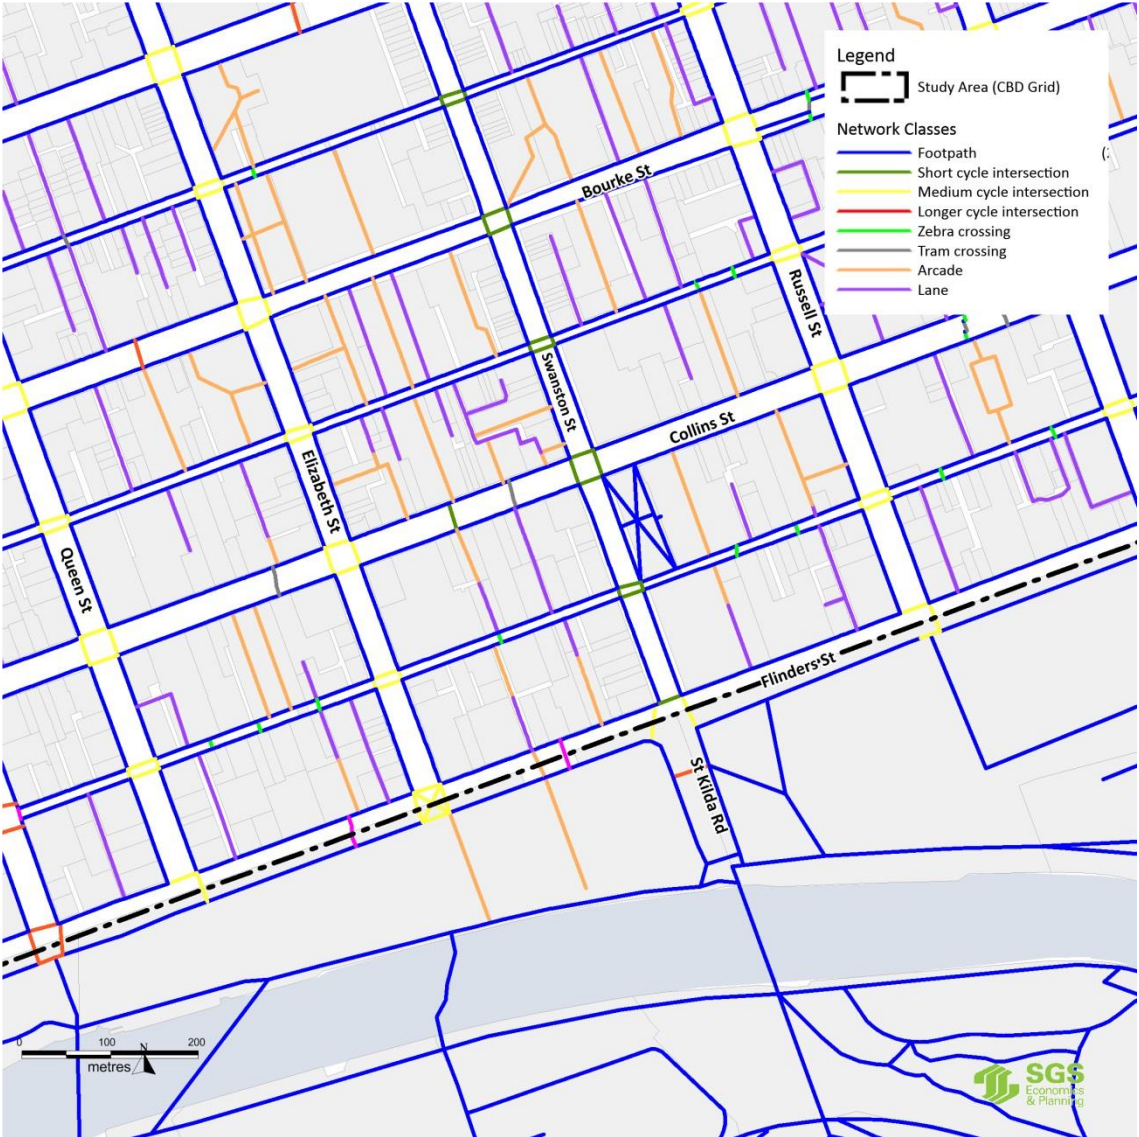 Legend
Study Area (CBD Grid)
Network Classes
Footpath
(2
Short cycle intersection
Medium cycle intersection
Longer cycle intersection
Zebra crossing
Tram crossing
Arcade
Lane
Bourke St
Russell St
Swanston St
Collins St
Elizabeth St
Queen St
Flinders St
St Kilda Rd
0 100 200
N
metres
SGS
Economics
& Planning